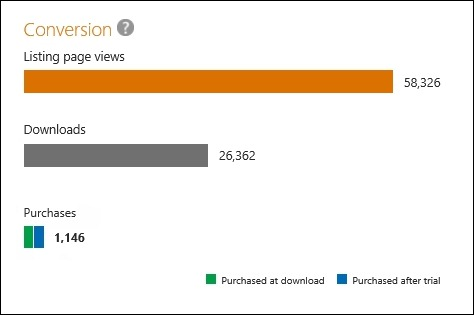 Conversion ?
Listing page views
58,326
Downloads
26,362
Purchases
1,146
Purchased at download Purchased after trial